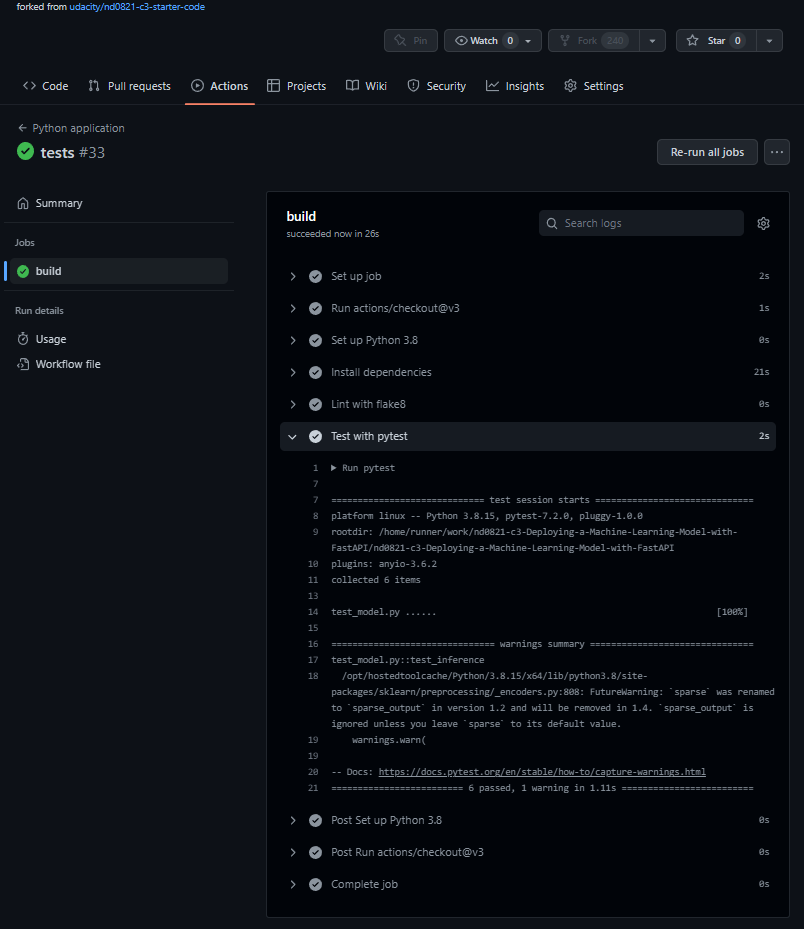 forked from udacity/nd0821-c3-starter-code
Pin
Watch 0
Fork 240
Star 0
Code
Pull requests
Actions
Projects
Wiki
Security
Insights
Settings
← Python application
tests #33
Re-run all jobs
...
Summary
Jobs
build
Run details
Usage
Workflow file
build
succeeded now in 26s
Search logs
Set up job 2s
Run actions/checkout@v3 1s
Set up Python 3.8 0s
Install dependencies 21s
Lint with flake8 0s
Test with pytest 2s
1 ▶ Run pytest
7
7 ============================= test session starts ==============================
8 platform linux -- Python 3.8.15, pytest-7.2.0, pluggy-1.0.0
9 rootdir: /home/runner/work/nd0821-c3-Deploying-a-Machine-Learning-Model-with-
FastAPI/nd0821-c3-Deploying-a-Machine-Learning-Model-with-FastAPI
10 plugins: anyio-3.6.2
11 collected 6 items
13
14 test_model.py ...... [100%]
15
16 =============================== warnings summary ===============================
17 test_model.py::test_inference
18 /opt/hostedtoolcache/Python/3.8.15/x64/lib/python3.8/site-
packages/sklearn/preprocessing/_encoders.py:808: FutureWarning: `sparse` was renamed
to `sparse_output` in version 1.2 and will be removed in 1.4. `sparse_output` is
ignored unless you leave `sparse` to its default value.
19 warnings.warn(
19
20 -- Docs: https://docs.pytest.org/en/stable/how-to/capture-warnings.html
21 ========================= 6 passed, 1 warning in 1.11s =========================
Post Set up Python 3.8 0s
Post Run actions/checkout@v3 0s
Complete job 0s